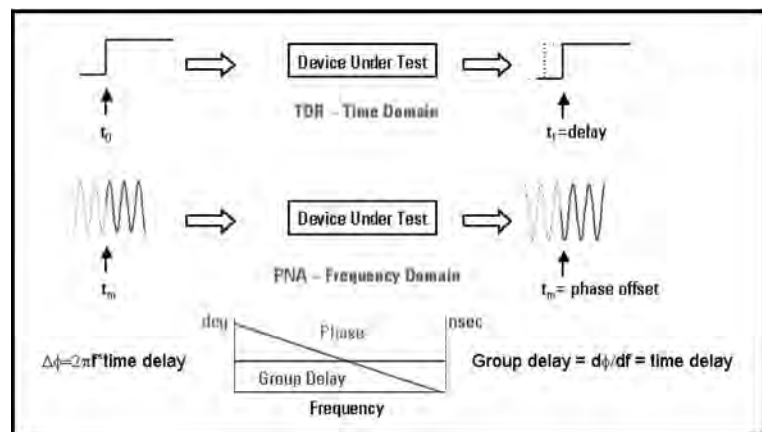 Device Under Test
TDR – Time Domain
t0
t1=delay
Device Under Test
PNA – Frequency Domain
tm
tm= phase offset
deg
Phase
nsec
Δϕ=2πf*time delay
Group Delay
Group delay = dϕ/df = time delay
Frequency